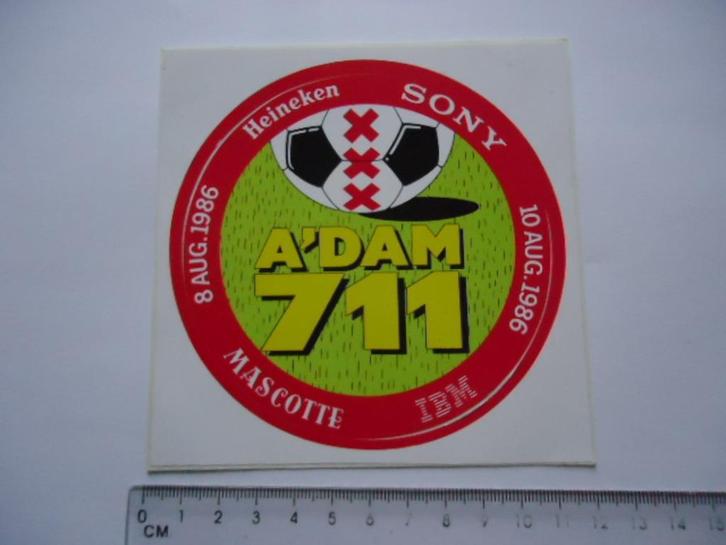 Heineken
SONY
8 AUG. 1986
10 AUG. 1986
A'DAM
711
MASCOTTE
IBM
0 1 2 3 4 5 6 7 8 9 10 11 12 13 14 15
CM